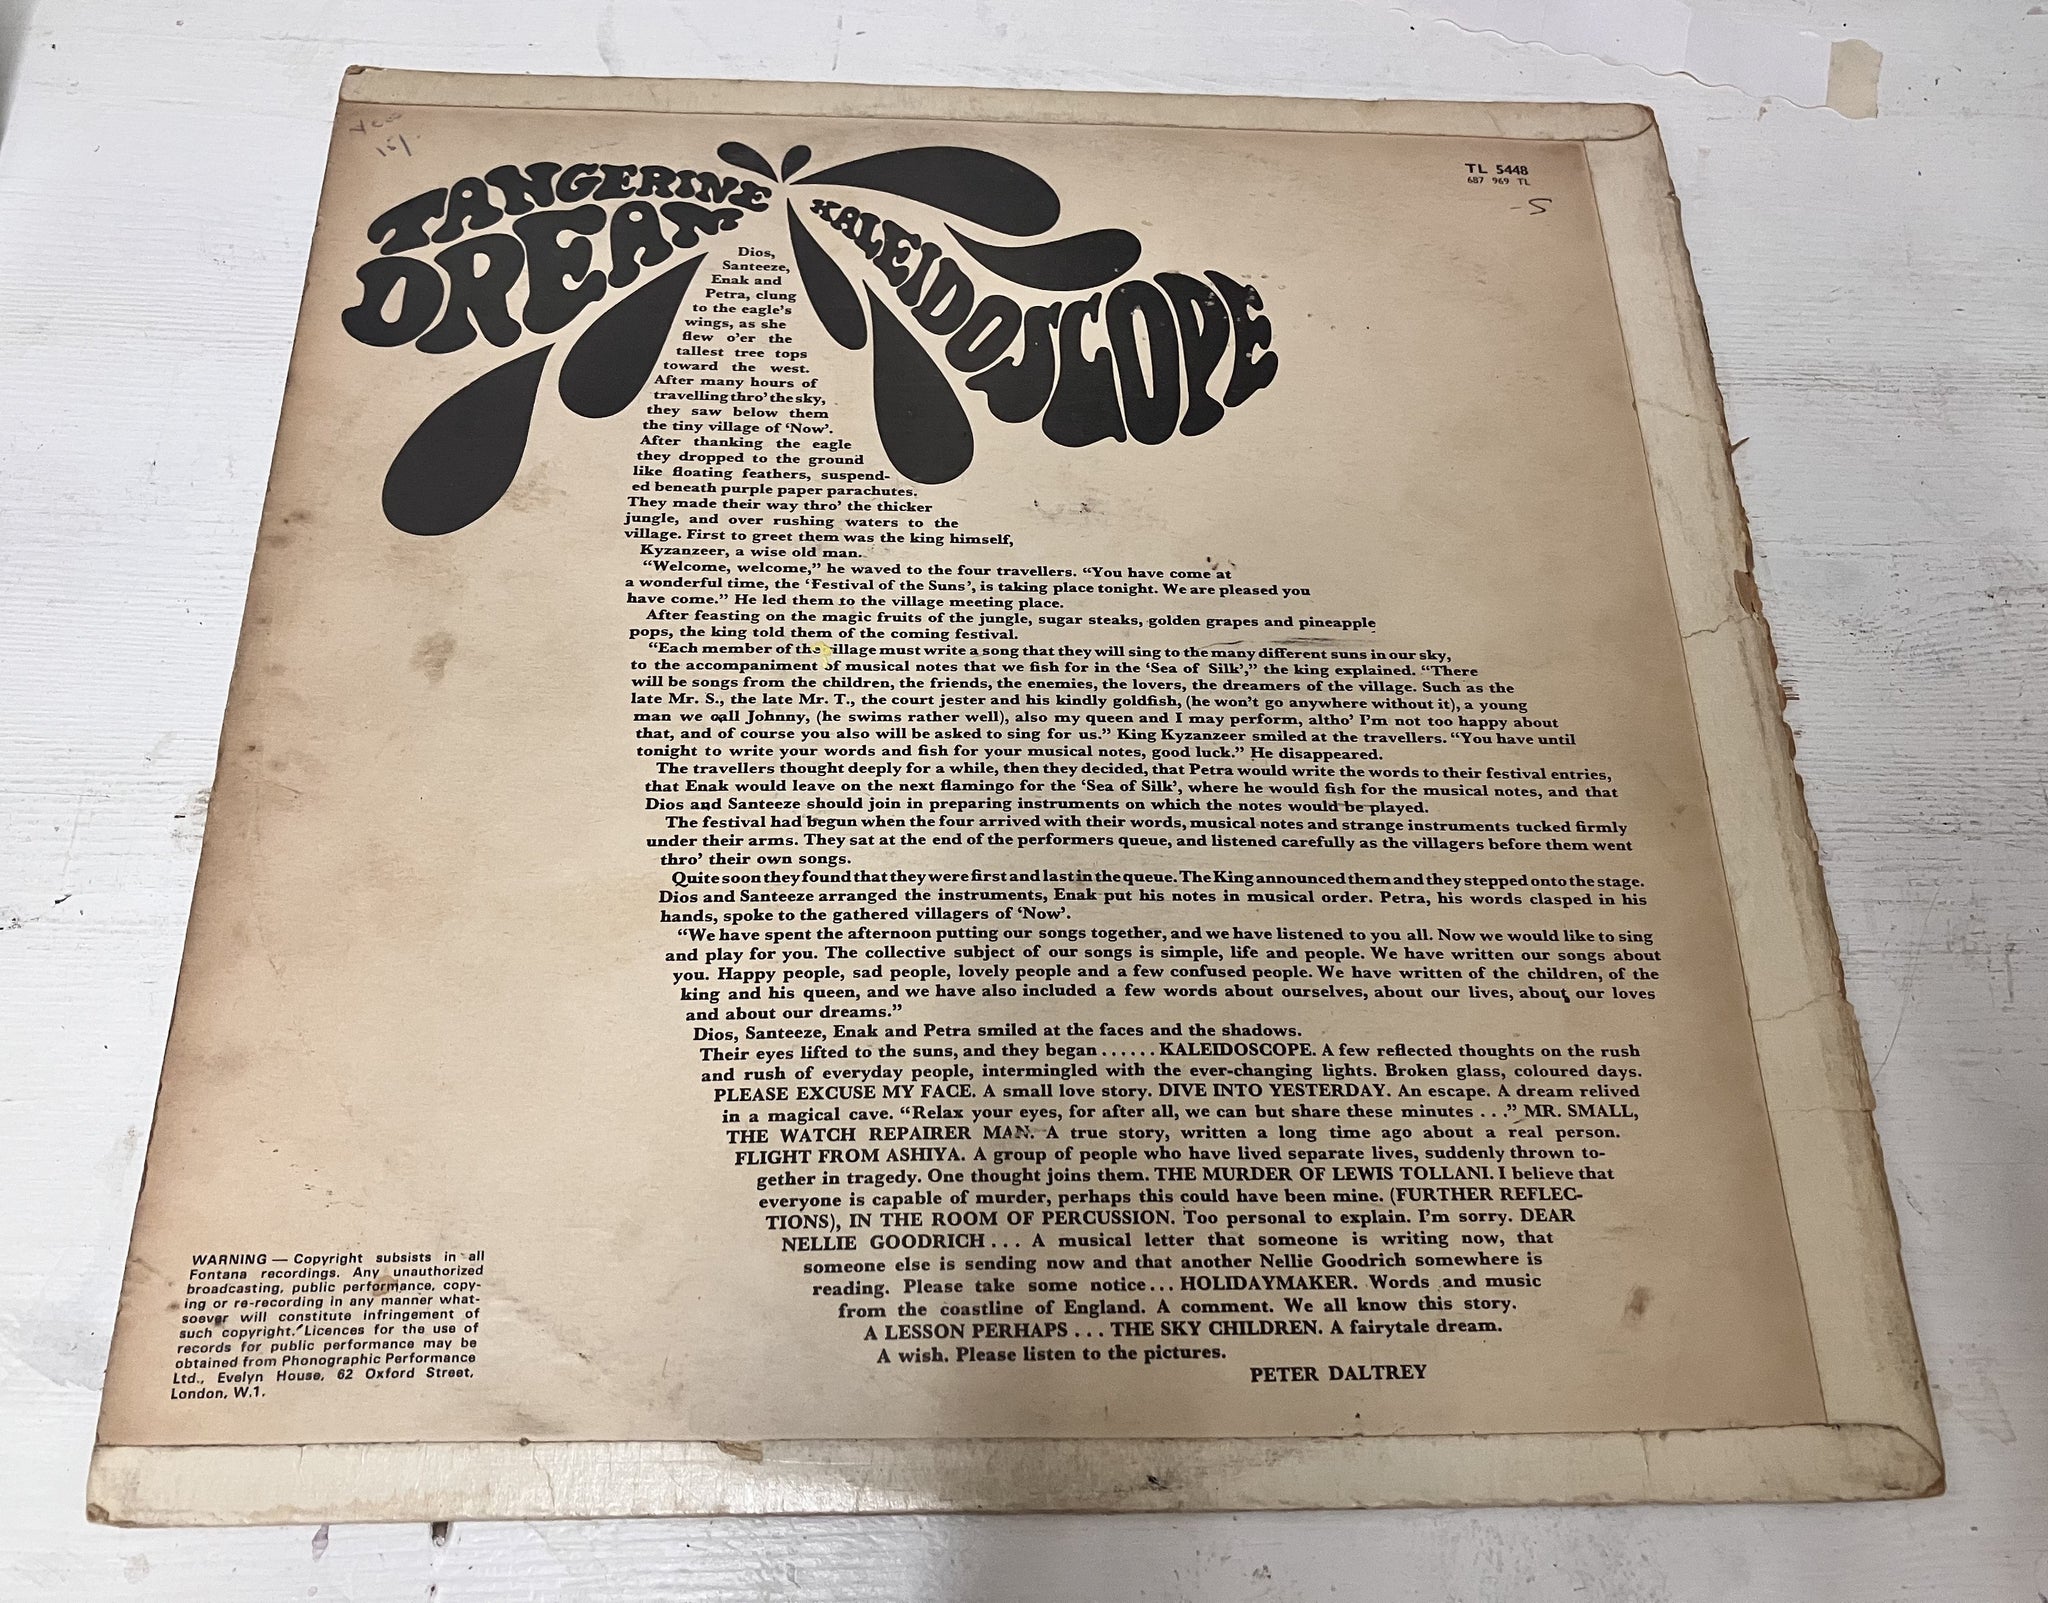 15/-
TANGERINE
DREAM
KALEIDOSCOPE
TL 5448
687 969 TL
-S
Dios,
Santeeze,
Enak and
Petra, clung
to the eagle's
wings, as she
flew o'er the
tallest tree tops
toward the west.
After many hours of
travelling thro' the sky,
they saw below them
the tiny village of 'Now'.
After thanking the eagle
they dropped to the ground
like floating feathers, suspend-
ed beneath purple paper parachutes.
They made their way thro' the thicker
jungle, and over rushing waters to the
village. First to greet them was the king himself,
Kyzanzeer, a wise old man.
"Welcome, welcome," he waved to the four travellers. "You have come at
a wonderful time, the 'Festival of the Suns', is taking place tonight. We are pleased you
have come." He led them to the village meeting place.
After feasting on the magic fruits of the jungle, sugar steaks, golden grapes and pineapple
pops, the king told them of the coming festival.
"Each member of the village must write a song that they will sing to the many different suns in our sky,
to the accompaniment of musical notes that we fish for in the 'Sea of Silk'," the king explained. "There
will be songs from the children, the friends, the enemies, the lovers, the dreamers of the village. Such as the
late Mr. S., the late Mr. T., the court jester and his kindly goldfish, (he won't go anywhere without it), a young
man we call Johnny, (he swims rather well), also my queen and I may perform, altho' I'm not too happy about
that, and of course you also will be asked to sing for us." King Kyzanzeer smiled at the travellers. "You have until
tonight to write your words and fish for your musical notes, good luck." He disappeared.
The travellers thought deeply for a while, then they decided, that Petra would write the words to their festival entries,
that Enak would leave on the next flamingo for the 'Sea of Silk', where he would fish for the musical notes, and that
Dios and Santeeze should join in preparing instruments on which the notes would be played.
The festival had begun when the four arrived with their words, musical notes and strange instruments tucked firmly
under their arms. They sat at the end of the performers queue, and listened carefully as the villagers before them went
thro' their own songs.
Quite soon they found that they were first and last in the queue. The King announced them and they stepped onto the stage.
Dios and Santeeze arranged the instruments, Enak put his notes in musical order. Petra, his words clasped in his
hands, spoke to the gathered villagers of 'Now'.
"We have spent the afternoon putting our songs together, and we have listened to you all. Now we would like to sing
and play for you. The collective subject of our songs is simple, life and people. We have written our songs about
you. Happy people, sad people, lovely people and a few confused people. We have written of the children, of the
king and his queen, and we have also included a few words about ourselves, about our lives, about our loves
and about our dreams."
Dios, Santeeze, Enak and Petra smiled at the faces and the shadows.
Their eyes lifted to the suns, and they began ...... KALEIDOSCOPE. A few reflected thoughts on the rush
and rush of everyday people, intermingled with the ever-changing lights. Broken glass, coloured days.
PLEASE EXCUSE MY FACE. A small love story. DIVE INTO YESTERDAY. An escape. A dream relived
in a magical cave. "Relax your eyes, for after all, we can but share these minutes ..." MR. SMALL,
THE WATCH REPAIRER MAN. A true story, written a long time ago about a real person.
FLIGHT FROM ASHIYA. A group of people who have lived separate lives, suddenly thrown to-
gether in tragedy. One thought joins them. THE MURDER OF LEWIS TOLLANI. I believe that
everyone is capable of murder, perhaps this could have been mine. (FURTHER REFLEC-
TIONS), IN THE ROOM OF PERCUSSION. Too personal to explain. I'm sorry. DEAR
NELLIE GOODRICH ... A musical letter that someone is writing now, that
someone else is sending now and that another Nellie Goodrich somewhere is
reading. Please take some notice ... HOLIDAYMAKER. Words and music
from the coastline of England. A comment. We all know this story.
A LESSON PERHAPS ... THE SKY CHILDREN. A fairytale dream.
A wish. Please listen to the pictures.
PETER DALTREY
WARNING — Copyright subsists in all
Fontana recordings. Any unauthorized
broadcasting, public performance, copy-
ing or re-recording in any manner what-
soever will constitute infringement of
such copyright. Licences for the use of
records for public performance may be
obtained from Phonographic Performance
Ltd., Evelyn House, 62 Oxford Street,
London, W.1.